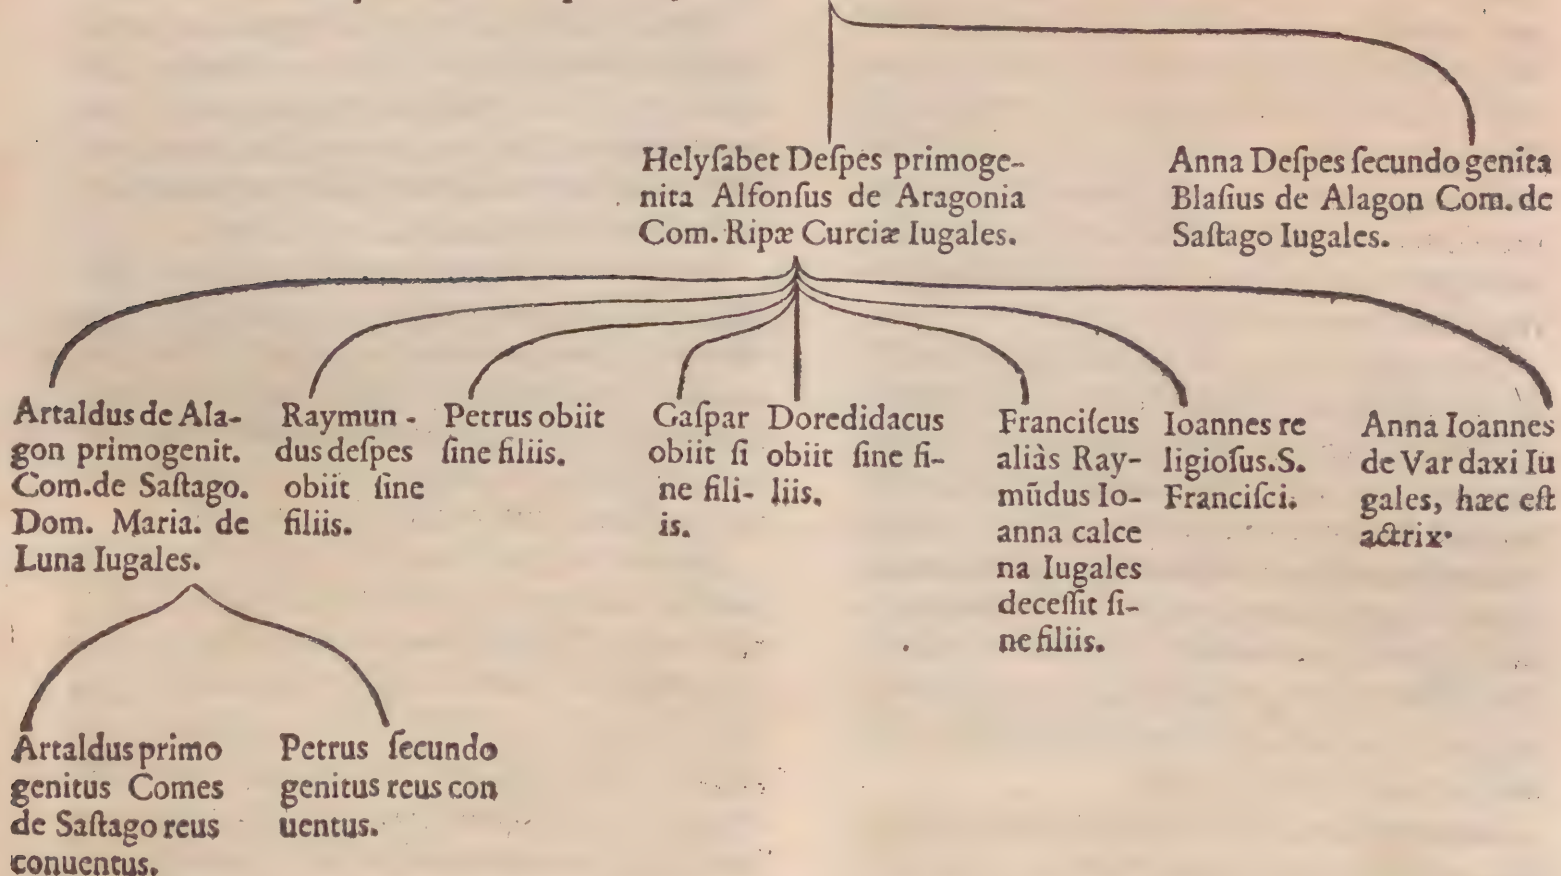 Helyſabet Deſpes primoge-
nita Alfonſus de Aragonia
Com. Ripæ Curciæ Iugales.
Anna Deſpes ſecundo genita
Blaſius de Alagon Com. de
Saſtago Iugales.
Artaldus de Ala-
gon primogenit.
Com. de Saſtago.
Dom. Maria. de
Luna Iugales.
Raymun -
dus deſpes
obiit ſine
filiis.
Petrus obiit
ſine filiis.
Gaſpar
obiit ſi
ne fili-
is.
Doredidacus
obiit ſine fi-
liis.
Franciſcus
aliàs Ray-
mũdus Io-
anna calce
na Iugales
deceſſit ſi-
ne filiis.
Ioannes re
ligioſus. S.
Franciſci.
Anna Ioannes
de Var daxi Iu
gales, hæc eſt
actrix.
Artaldus primo
genitus Comes
de Saſtago reus
conuentus.
Petrus ſecundo
genitus reus con
uentus.